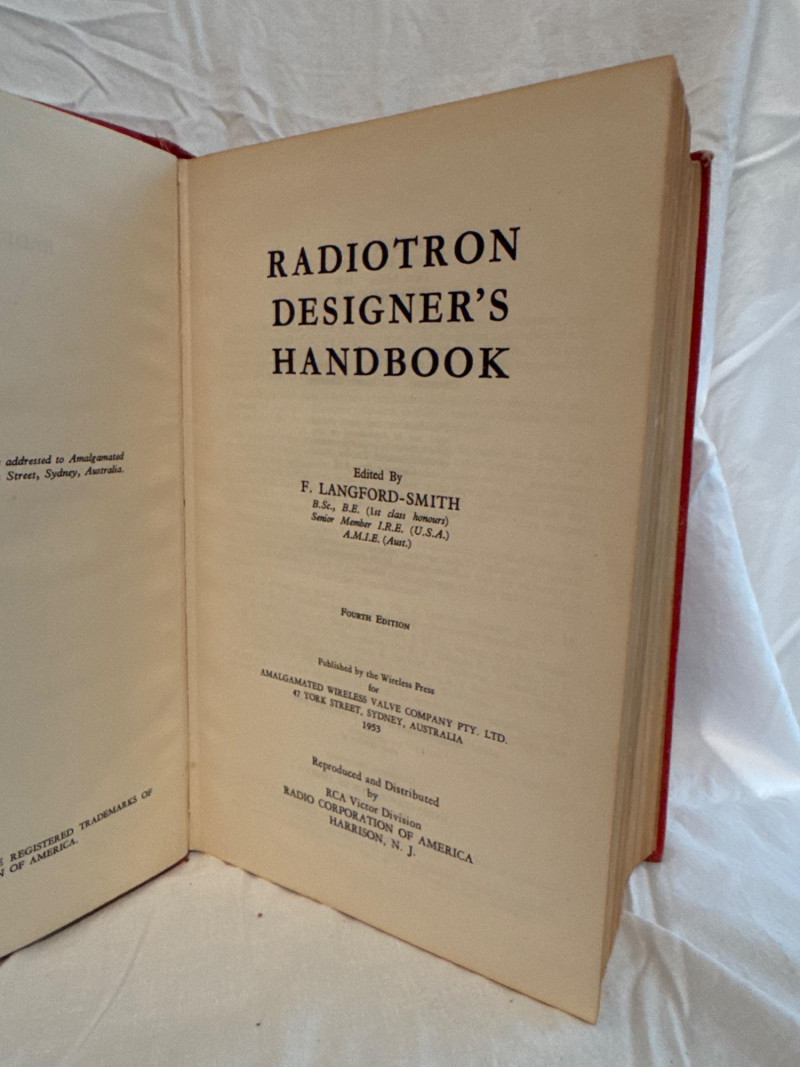 addressed to Amalgamated
Street, Sydney, Australia.
REGISTERED TRADEMARKS OF
OF AMERICA.
RADIOTRON
DESIGNER'S
HANDBOOK
Edited By
F. LANGFORD-SMITH
B.Sc., B.E. (1st class honours)
Senior Member I.R.E. (U.S.A.)
A.M.I.E. (Aust.)
FOURTH EDITION
Published by the Wireless Press
for
AMALGAMATED WIRELESS VALVE COMPANY PTY. LTD.
47 YORK STREET, SYDNEY, AUSTRALIA
1953
Reproduced and Distributed
by
RCA Victor Division
RADIO CORPORATION OF AMERICA
HARRISON, N. J.